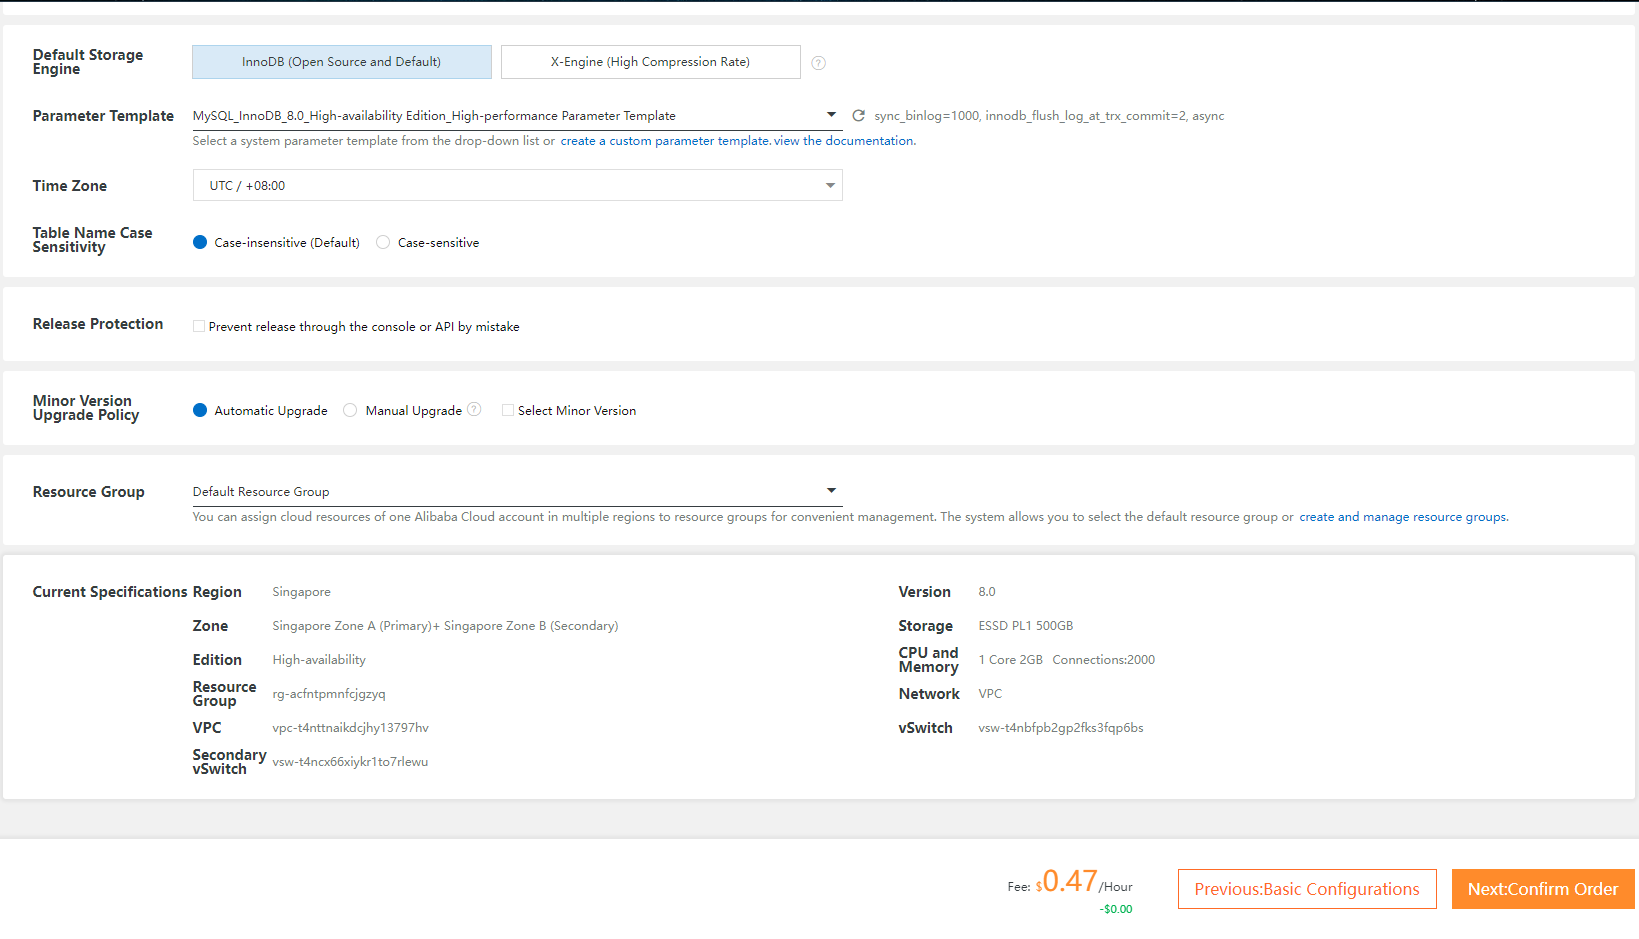 Default Storage
Engine
InnoDB (Open Source and Default)
X-Engine (High Compression Rate)
?
Parameter Template
MySQL_InnoDB_8.0_High-availability Edition_High-performance Parameter Template
sync_binlog=1000, innodb_flush_log_at_trx_commit=2, async
Select a system parameter template from the drop-down list or create a custom parameter template. view the documentation.
Time Zone
UTC / +08:00
Table Name Case
Sensitivity
Case-insensitive (Default)
Case-sensitive
Release Protection
Prevent release through the console or API by mistake
Minor Version
Upgrade Policy
Automatic Upgrade
Manual Upgrade
?
Select Minor Version
Resource Group
Default Resource Group
You can assign cloud resources of one Alibaba Cloud account in multiple regions to resource groups for convenient management. The system allows you to select the default resource group or create and manage resource groups.
Current Specifications
Region
Singapore
Version
8.0
Zone
Singapore Zone A (Primary)+ Singapore Zone B (Secondary)
Storage
ESSD PL1 500GB
Edition
High-availability
CPU and
Memory
1 Core 2GB Connections:2000
Resource
Group
rg-acfntpmnfcjgzyq
Network
VPC
VPC
vpc-t4nttnaikdcjhy13797hv
vSwitch
vsw-t4nbfpb2gp2fks3fqp6bs
Secondary
vSwitch
vsw-t4ncx66xiykr1to7rlewu
Fee: $0.47/Hour
-$0.00
Previous:Basic Configurations
Next:Confirm Order